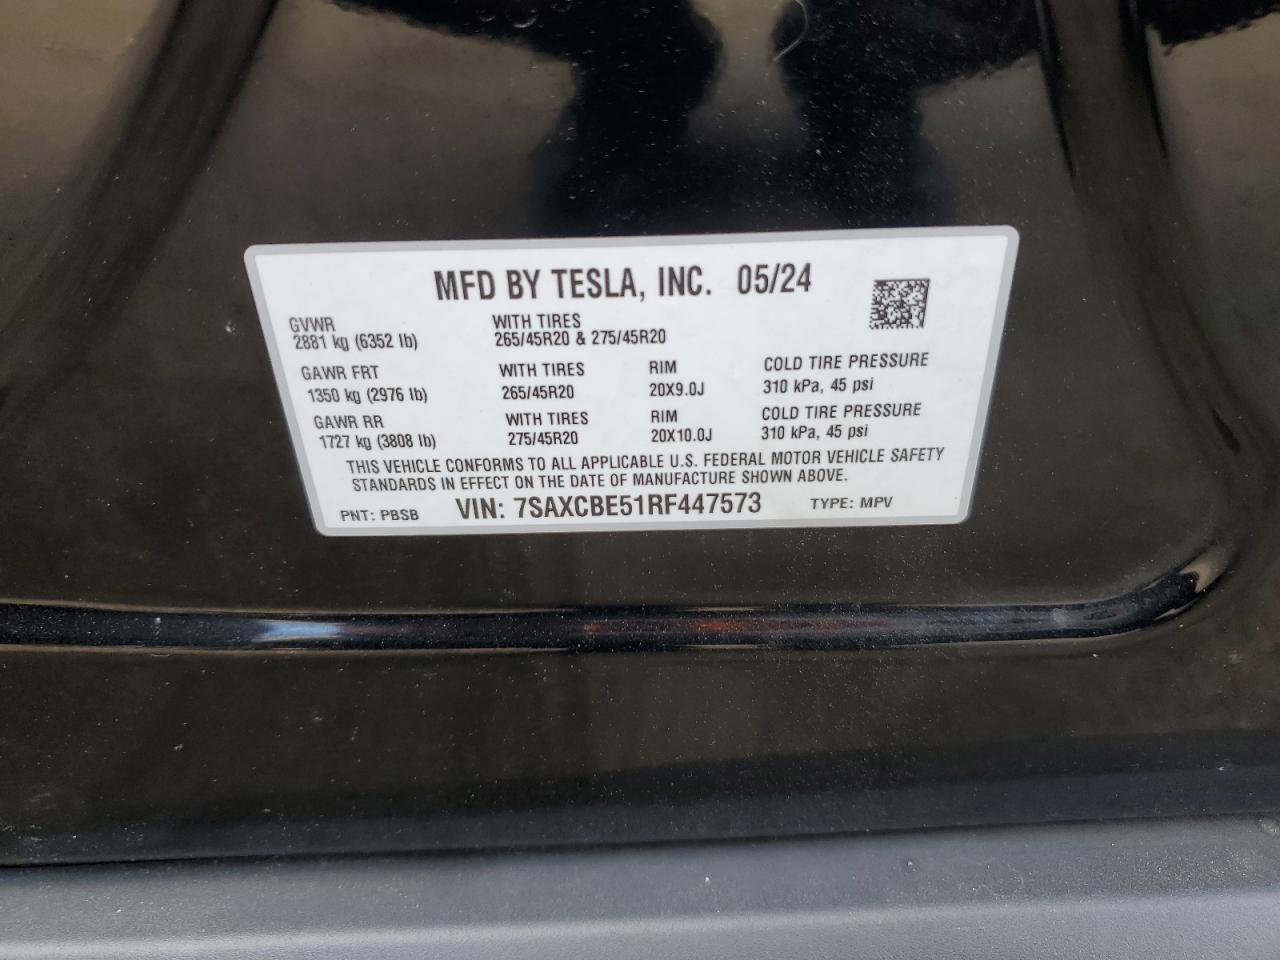 MFD BY TESLA, INC. 05/24
GVWR WITH TIRES
2881 kg (6352 lb) 265/45R20 & 275/45R20
GAWR FRT WITH TIRES RIM COLD TIRE PRESSURE
1350 kg (2976 lb) 265/45R20 20X9.0J 310 kPa, 45 psi
GAWR RR WITH TIRES RIM COLD TIRE PRESSURE
1727 kg (3808 lb) 275/45R20 20X10.0J 310 kPa, 45 psi
THIS VEHICLE CONFORMS TO ALL APPLICABLE U.S. FEDERAL MOTOR VEHICLE SAFETY
STANDARDS IN EFFECT ON THE DATE OF MANUFACTURE SHOWN ABOVE.
PNT: PBSB VIN: 7SAXCBE51RF447573 TYPE: MPV